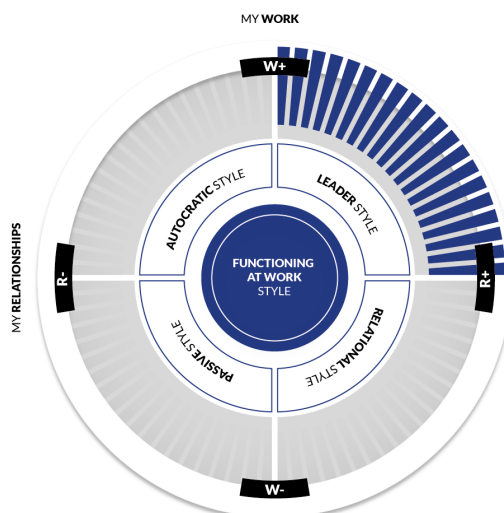 MY WORK
W+
AUTOCRATIC STYLE
LEADER STYLE
MY RELATIONSHIPS
R-
FUNCTIONING
AT WORK
STYLE
R+
PASSIVE STYLE
RELATIONAL STYLE
W-